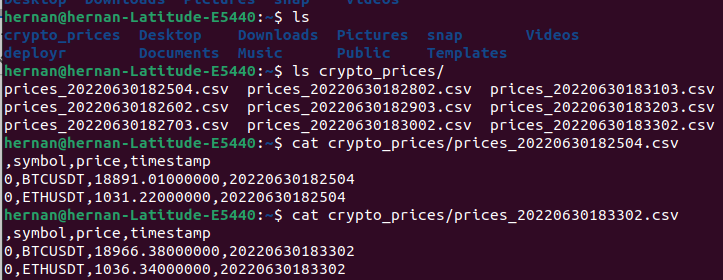 Desktop Downloads Pictures snap Videos
hernan@hernan-Latitude-E5440:~$ ls
crypto_prices Desktop Downloads Pictures snap Videos
deployr Documents Music Public Templates
hernan@hernan-Latitude-E5440:~$ ls crypto_prices/
prices_20220630182504.csv prices_20220630182802.csv prices_20220630183103.csv
prices_20220630182602.csv prices_20220630182903.csv prices_20220630183203.csv
prices_20220630182703.csv prices_20220630183002.csv prices_20220630183302.csv
hernan@hernan-Latitude-E5440:~$ cat crypto_prices/prices_20220630182504.csv
,symbol,price,timestamp
0,BTCUSDT,18891.01000000,20220630182504
0,ETHUSDT,1031.22000000,20220630182504
hernan@hernan-Latitude-E5440:~$ cat crypto_prices/prices_20220630183302.csv
,symbol,price,timestamp
0,BTCUSDT,18966.38000000,20220630183302
0,ETHUSDT,1036.34000000,20220630183302